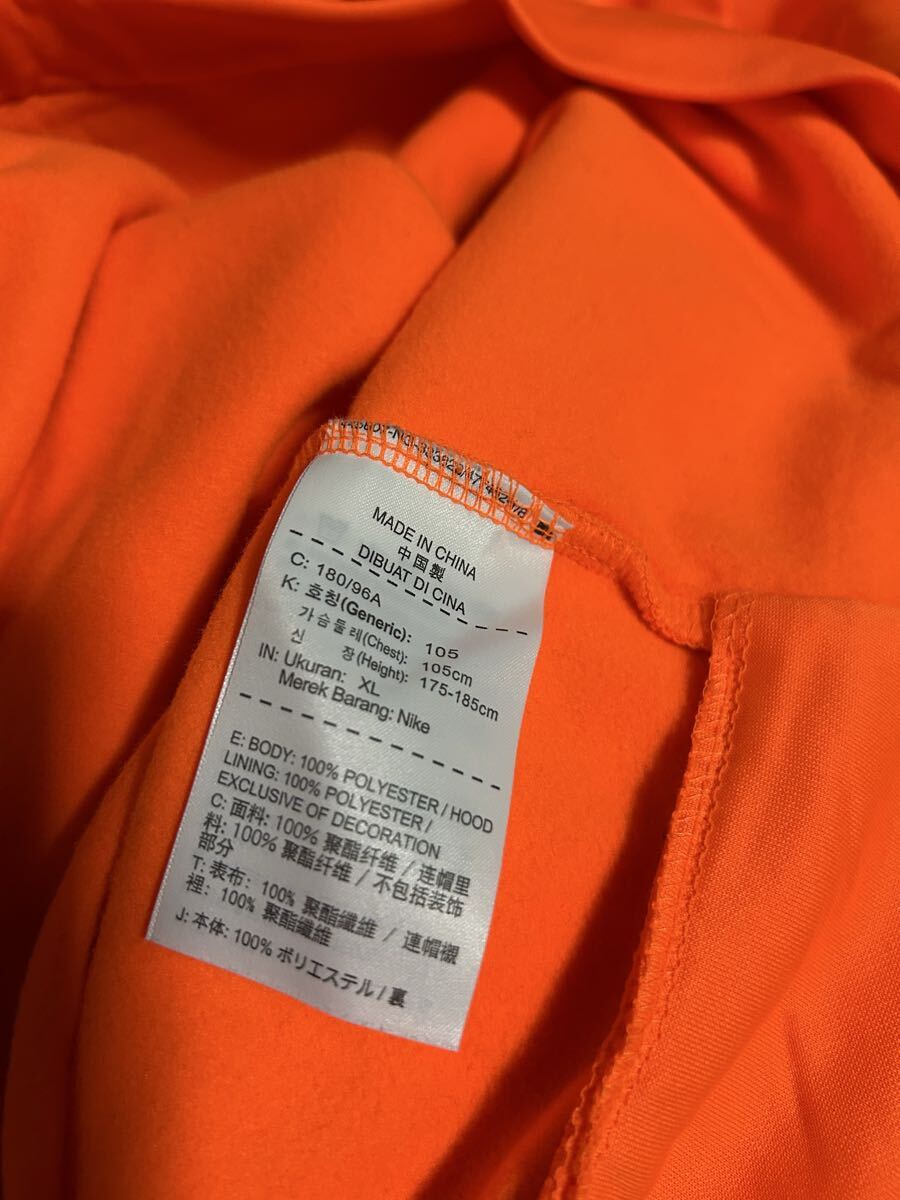 MADE IN CHINA
中国製
DIBUAT DI CINA
C: 180/96A
K: 호칭(Generic): 105
가슴둘레(Chest): 105cm
신 장(Height): 175-185cm
IN: Ukuran: XL
Merek Barang: Nike
E: BODY: 100% POLYESTER / HOOD
LINING: 100% POLYESTER /
EXCLUSIVE OF DECORATION
C: 面料: 100% 聚酯纤维 / 连帽里
料: 100% 聚酯纤维 / 不包括装饰
部分
T: 表布: 100% 聚酯纖維 / 連帽襯
裡: 100% 聚酯纖維
J: 本体: 100% ポリエステル / 裏